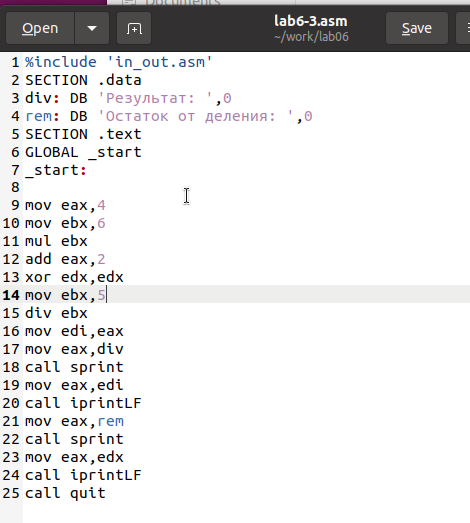 Documents
Open
lab6-3.asm
~/work/lab06
Save
1 %include 'in_out.asm'
2 SECTION .data
3 div: DB 'Результат: ',0
4 rem: DB 'Остаток от деления: ',0
5 SECTION .text
6 GLOBAL _start
7 _start:
8
9 mov eax,4
10 mov ebx,6
11 mul ebx
12 add eax,2
13 xor edx,edx
14 mov ebx,5
15 div ebx
16 mov edi,eax
17 mov eax,div
18 call sprint
19 mov eax,edi
20 call iprintLF
21 mov eax,rem
22 call sprint
23 mov eax,edx
24 call iprintLF
25 call quit